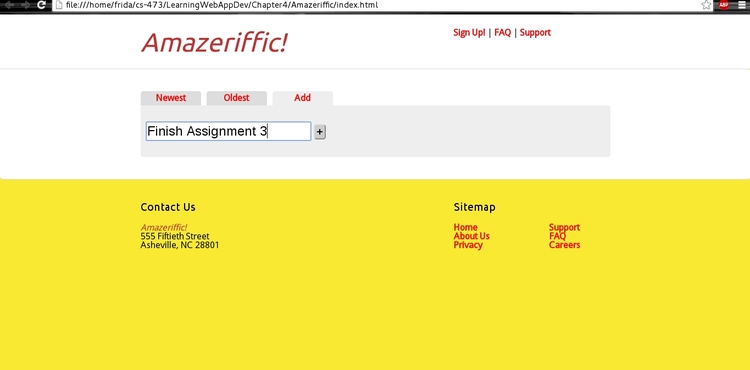 file:///home/frida/cs-473/LearningWebAppDev/Chapter4/Amazeriffic/index.html
ABP
Amazeriffic!
Sign Up! | FAQ | Support
Newest Oldest Add
Finish Assignment 3 +
Contact Us
Amazeriffic!
555 Fiftieth Street
Asheville, NC 28801
Sitemap
Home Support
About Us FAQ
Privacy Careers